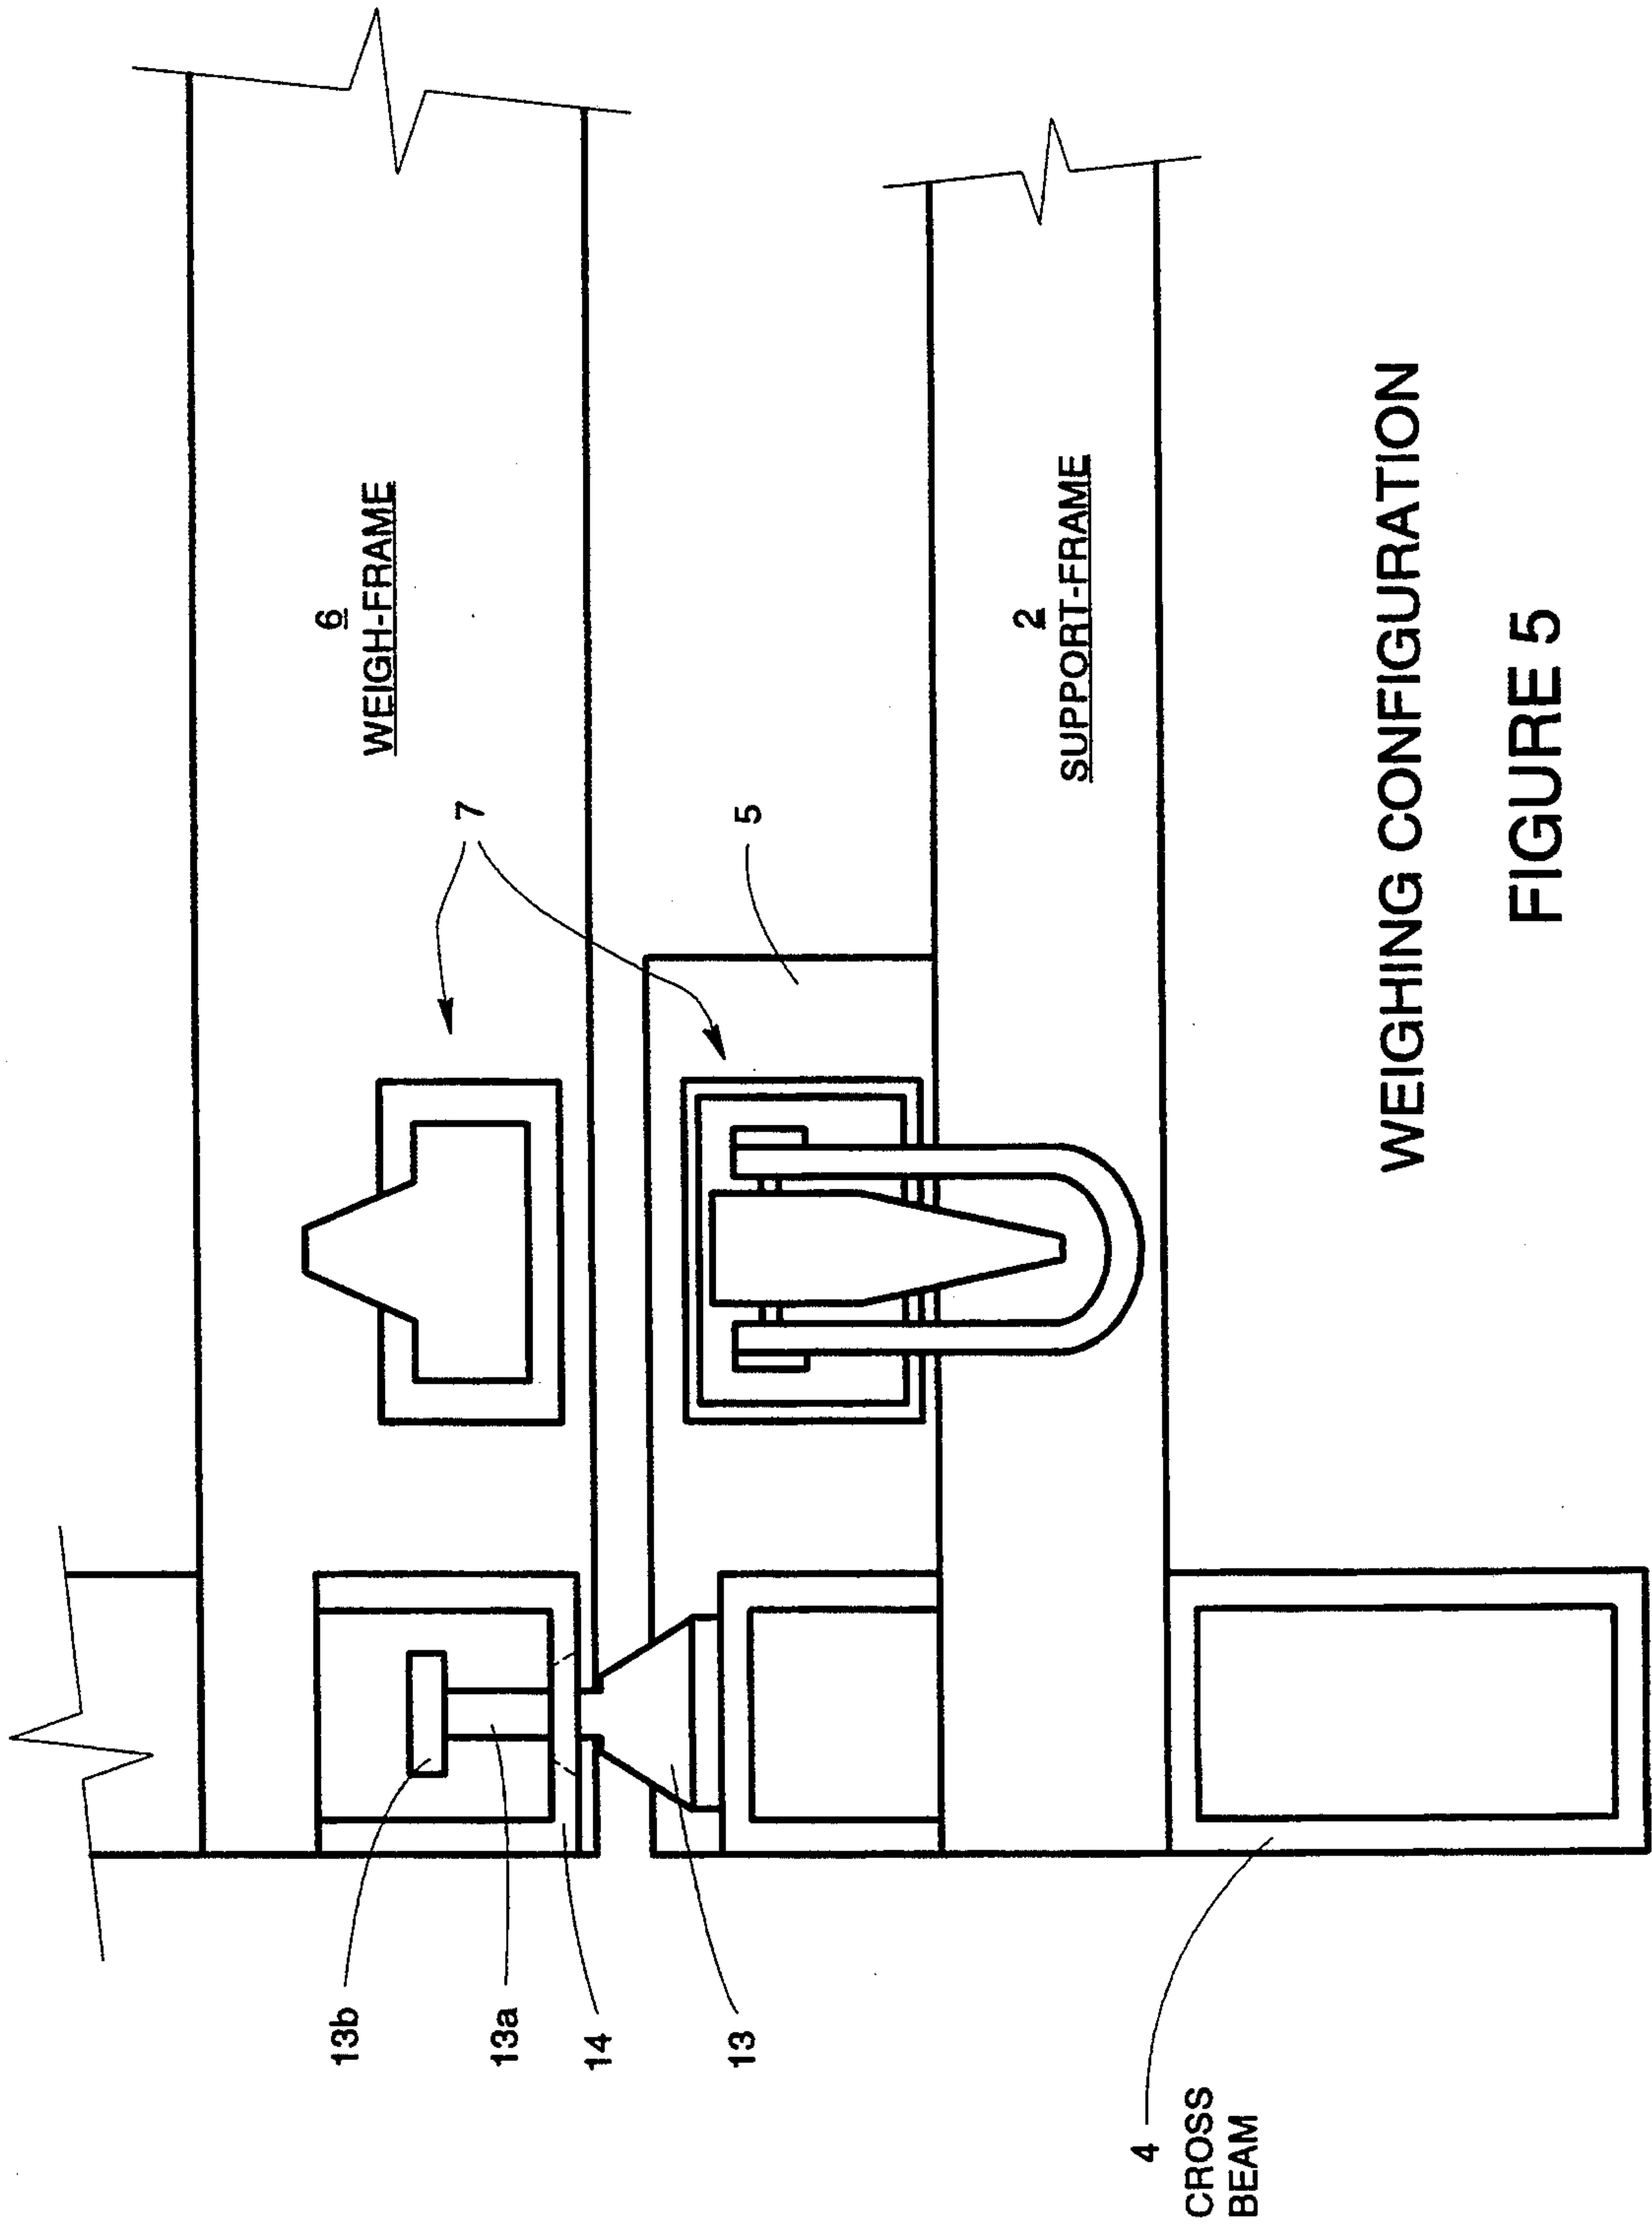 6
WEIGH-FRAME
7
5
2
SUPPORT-FRAME
13b
13a
14
13
4
CROSS
BEAM
WEIGHING CONFIGURATION
FIGURE 5